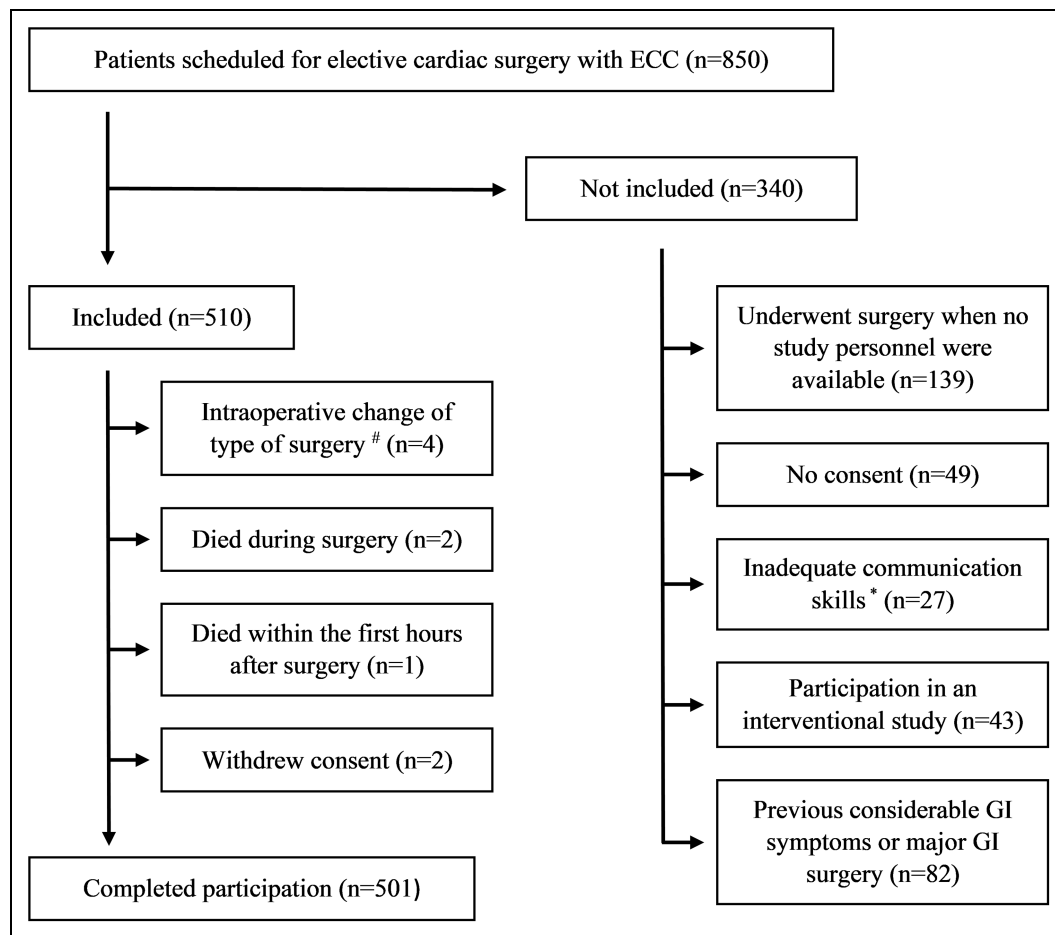 Patients scheduled for elective cardiac surgery with ECC (n=850)
Not included (n=340)
Included (n=510)
Intraoperative change of
type of surgery # (n=4)
Died during surgery (n=2)
Died within the first hours
after surgery (n=1)
Withdrew consent (n=2)
Completed participation (n=501)
Underwent surgery when no
study personnel were
available (n=139)
No consent (n=49)
Inadequate communication
skills * (n=27)
Participation in an
interventional study (n=43)
Previous considerable GI
symptoms or major GI
surgery (n=82)